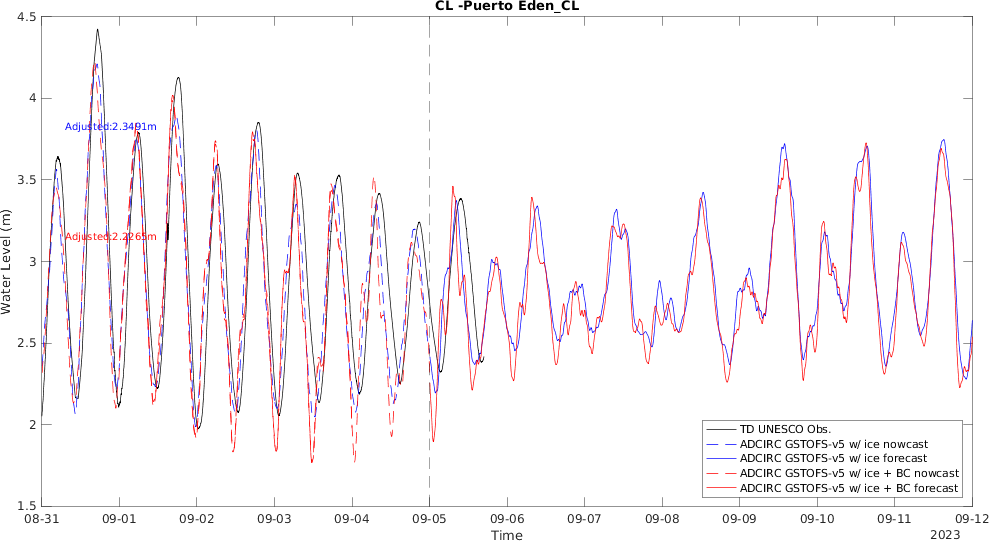 CL -Puerto Eden_CL
4.5
4
3.5
3
2.5
2
1.5
Water Level (m)
Adjusted:2.3491m
Adjusted:2.2265m
TD UNESCO Obs.
ADCIRC GSTOFS-v5 w/ ice nowcast
ADCIRC GSTOFS-v5 w/ ice forecast
ADCIRC GSTOFS-v5 w/ ice + BC nowcast
ADCIRC GSTOFS-v5 w/ ice + BC forecast
08-31 09-01 09-02 09-03 09-04 09-05 09-06 09-07 09-08 09-09 09-10 09-11 09-12
Time
2023